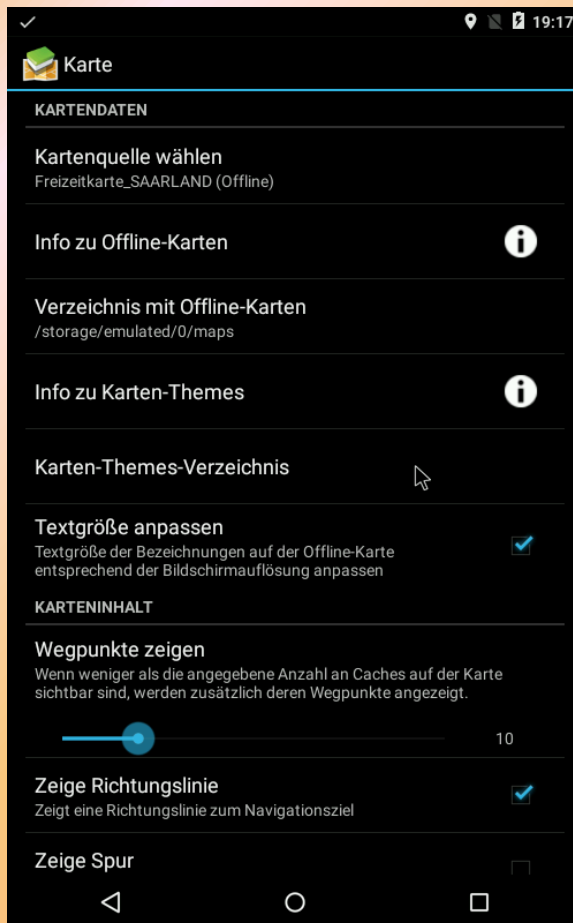 19:17
Karte
KARTENDATEN
Kartenquelle wählen
Freizeitkarte_SAARLAND (Offline)
Info zu Offline-Karten
Verzeichnis mit Offline-Karten
/storage/emulated/0/maps
Info zu Karten-Themes
Karten-Themes-Verzeichnis
Textgröße anpassen
Textgröße der Bezeichnungen auf der Offline-Karte
entsprechend der Bildschirmauflösung anpassen
KARTENINHALT
Wegpunkte zeigen
Wenn weniger als die angegebene Anzahl an Caches auf der Karte
sichtbar sind, werden zusätzlich deren Wegpunkte angezeigt.
10
Zeige Richtungslinie
Zeigt eine Richtungslinie zum Navigationsziel
Zeige Spur